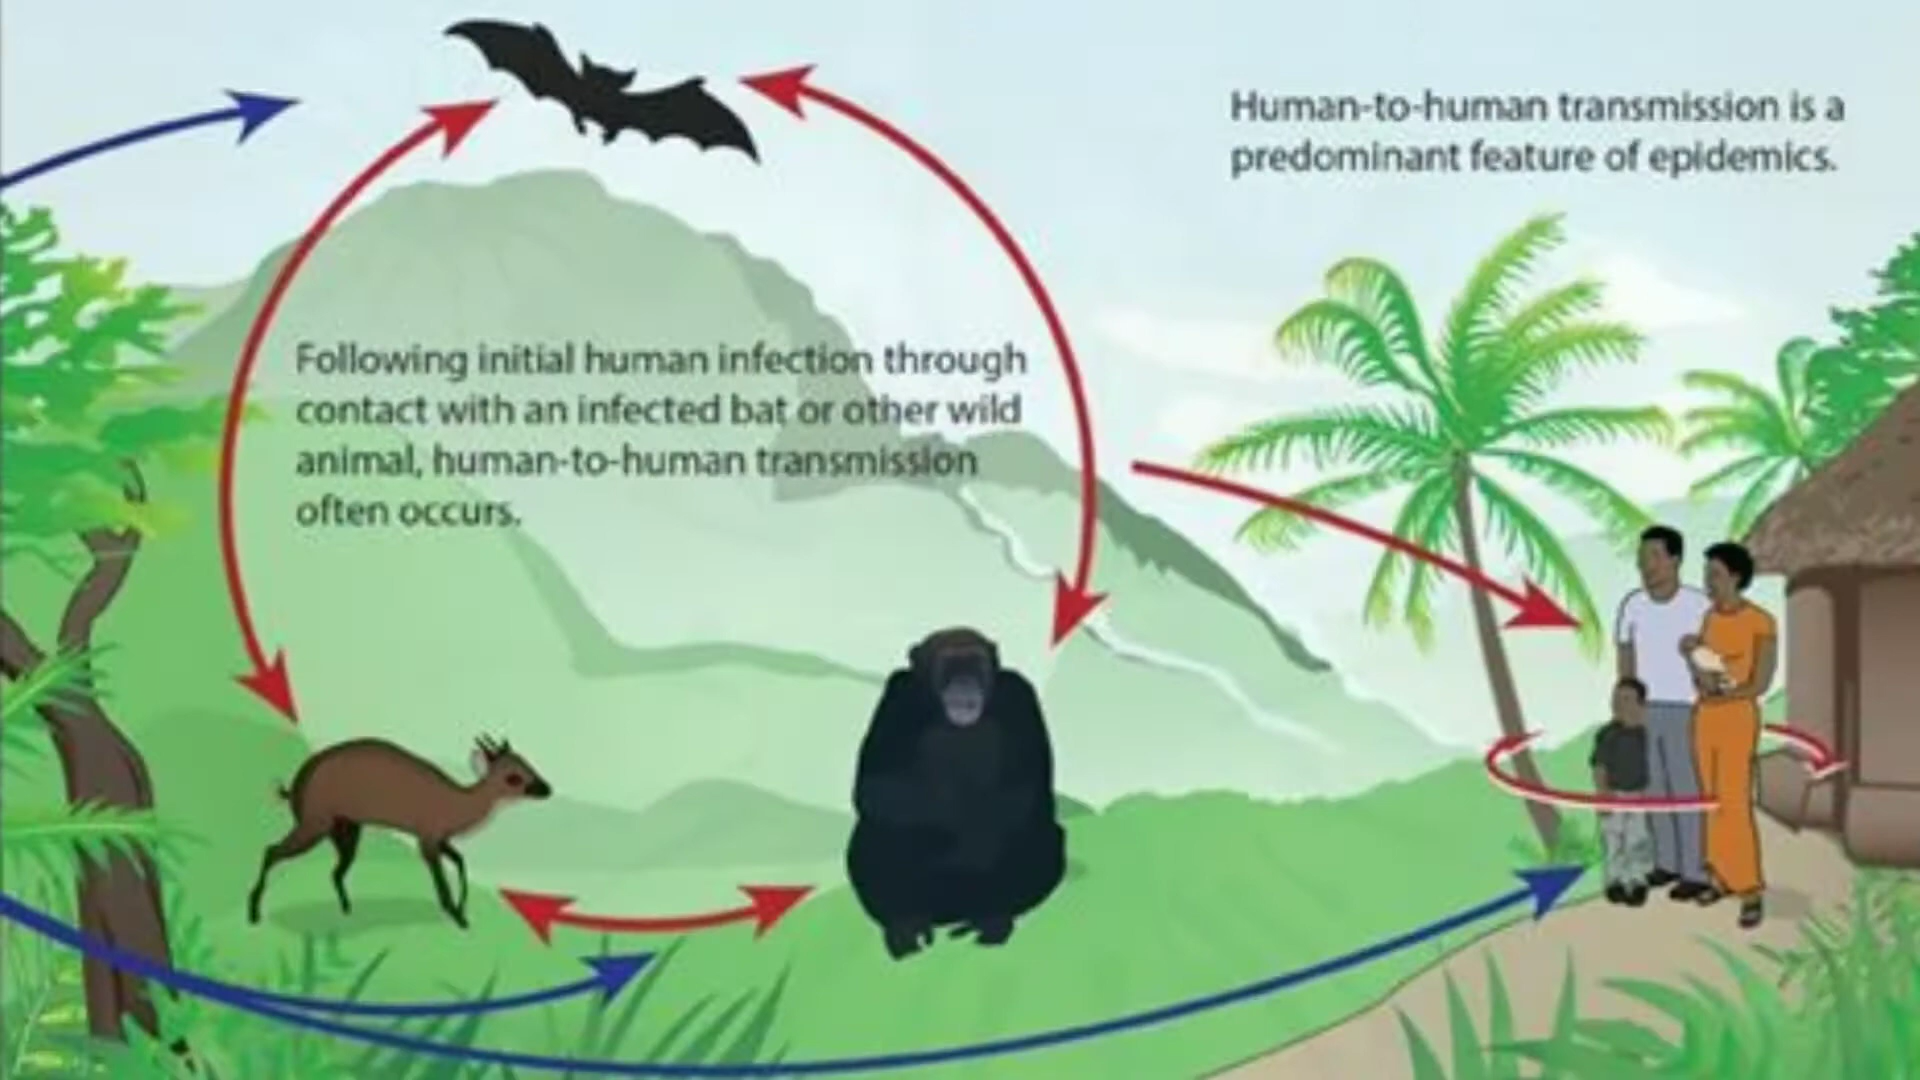 Human-to-human transmission is a
predominant feature of epidemics.
Following initial human infection through
contact with an infected bat or other wild
animal, human-to-human transmission
often occurs.